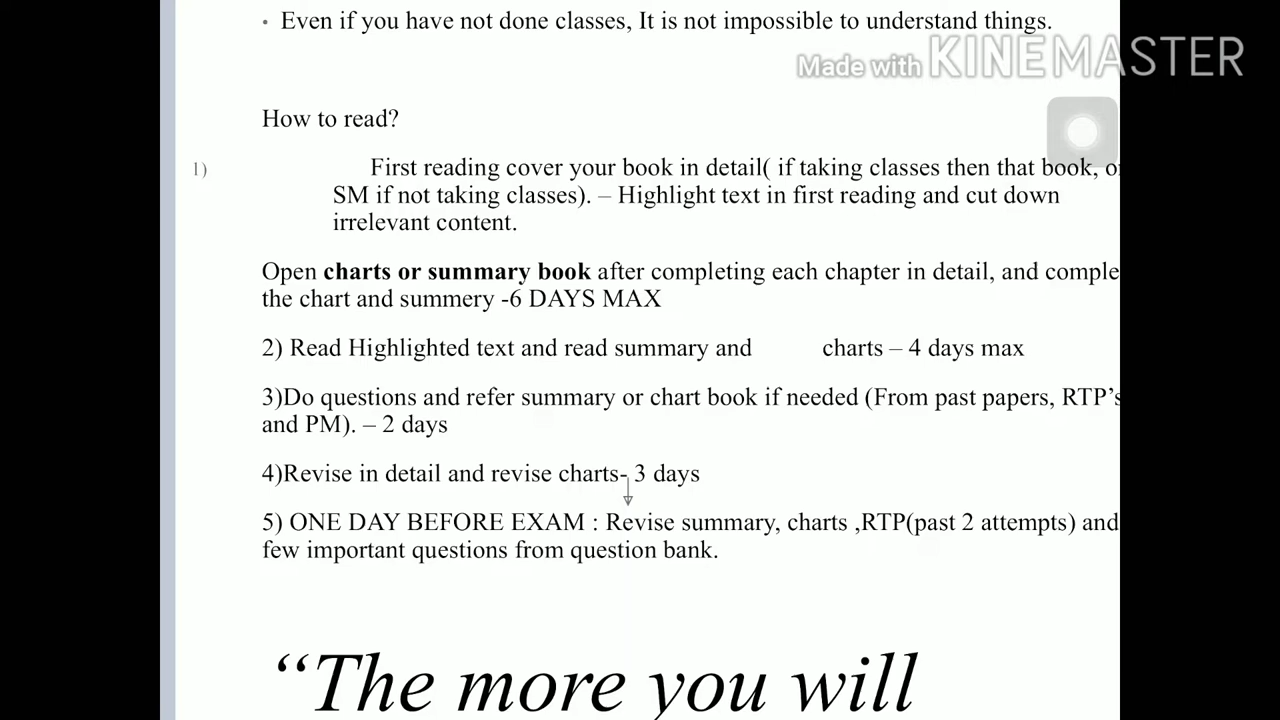 • Even if you have not done classes, It is not impossible to understand things.
Made with KINEMASTER
How to read?
1) First reading cover your book in detail( if taking classes then that book, or
SM if not taking classes). – Highlight text in first reading and cut down
irrelevant content.
Open charts or summary book after completing each chapter in detail, and comple
the chart and summery -6 DAYS MAX
2) Read Highlighted text and read summary and charts – 4 days max
3)Do questions and refer summary or chart book if needed (From past papers, RTP’s
and PM). – 2 days
4)Revise in detail and revise charts- 3 days
5) ONE DAY BEFORE EXAM : Revise summary, charts ,RTP(past 2 attempts) and
few important questions from question bank.
“The more you will